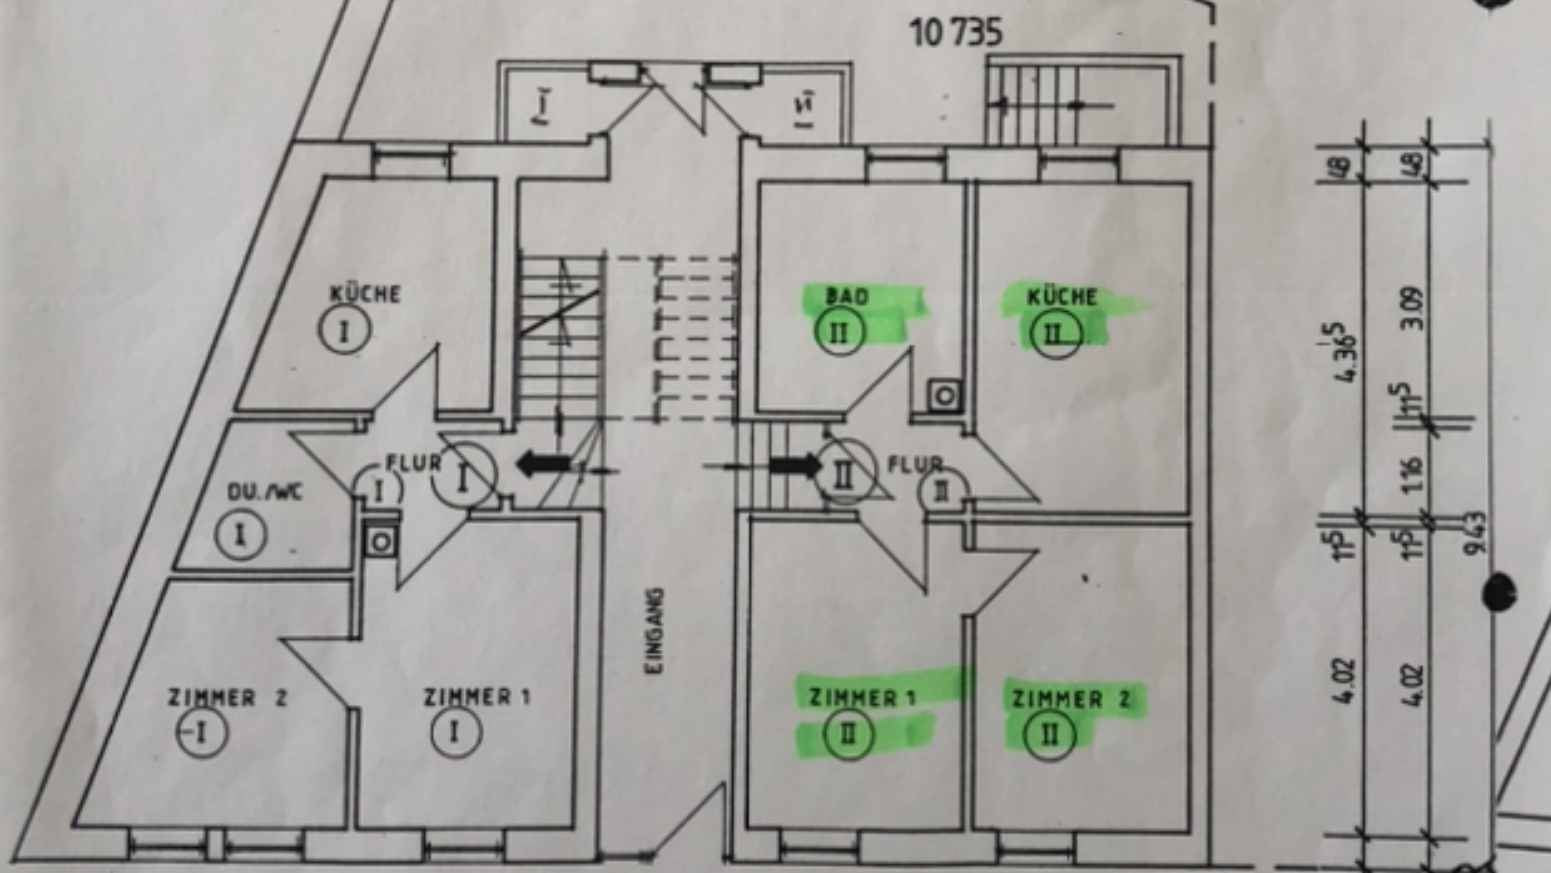 10 735
I
II
KÜCHE
I
BAD
II
KÜCHE
II
FLUR
I
I
DU./WC
I
II
FLUR
II
EINGANG
ZIMMER 2
I
ZIMMER 1
I
ZIMMER 1
II
ZIMMER 2
II
48
4.36⁵
11⁵
4.02
48
3.09
11⁵
1.16
11⁵
4.02
9.43